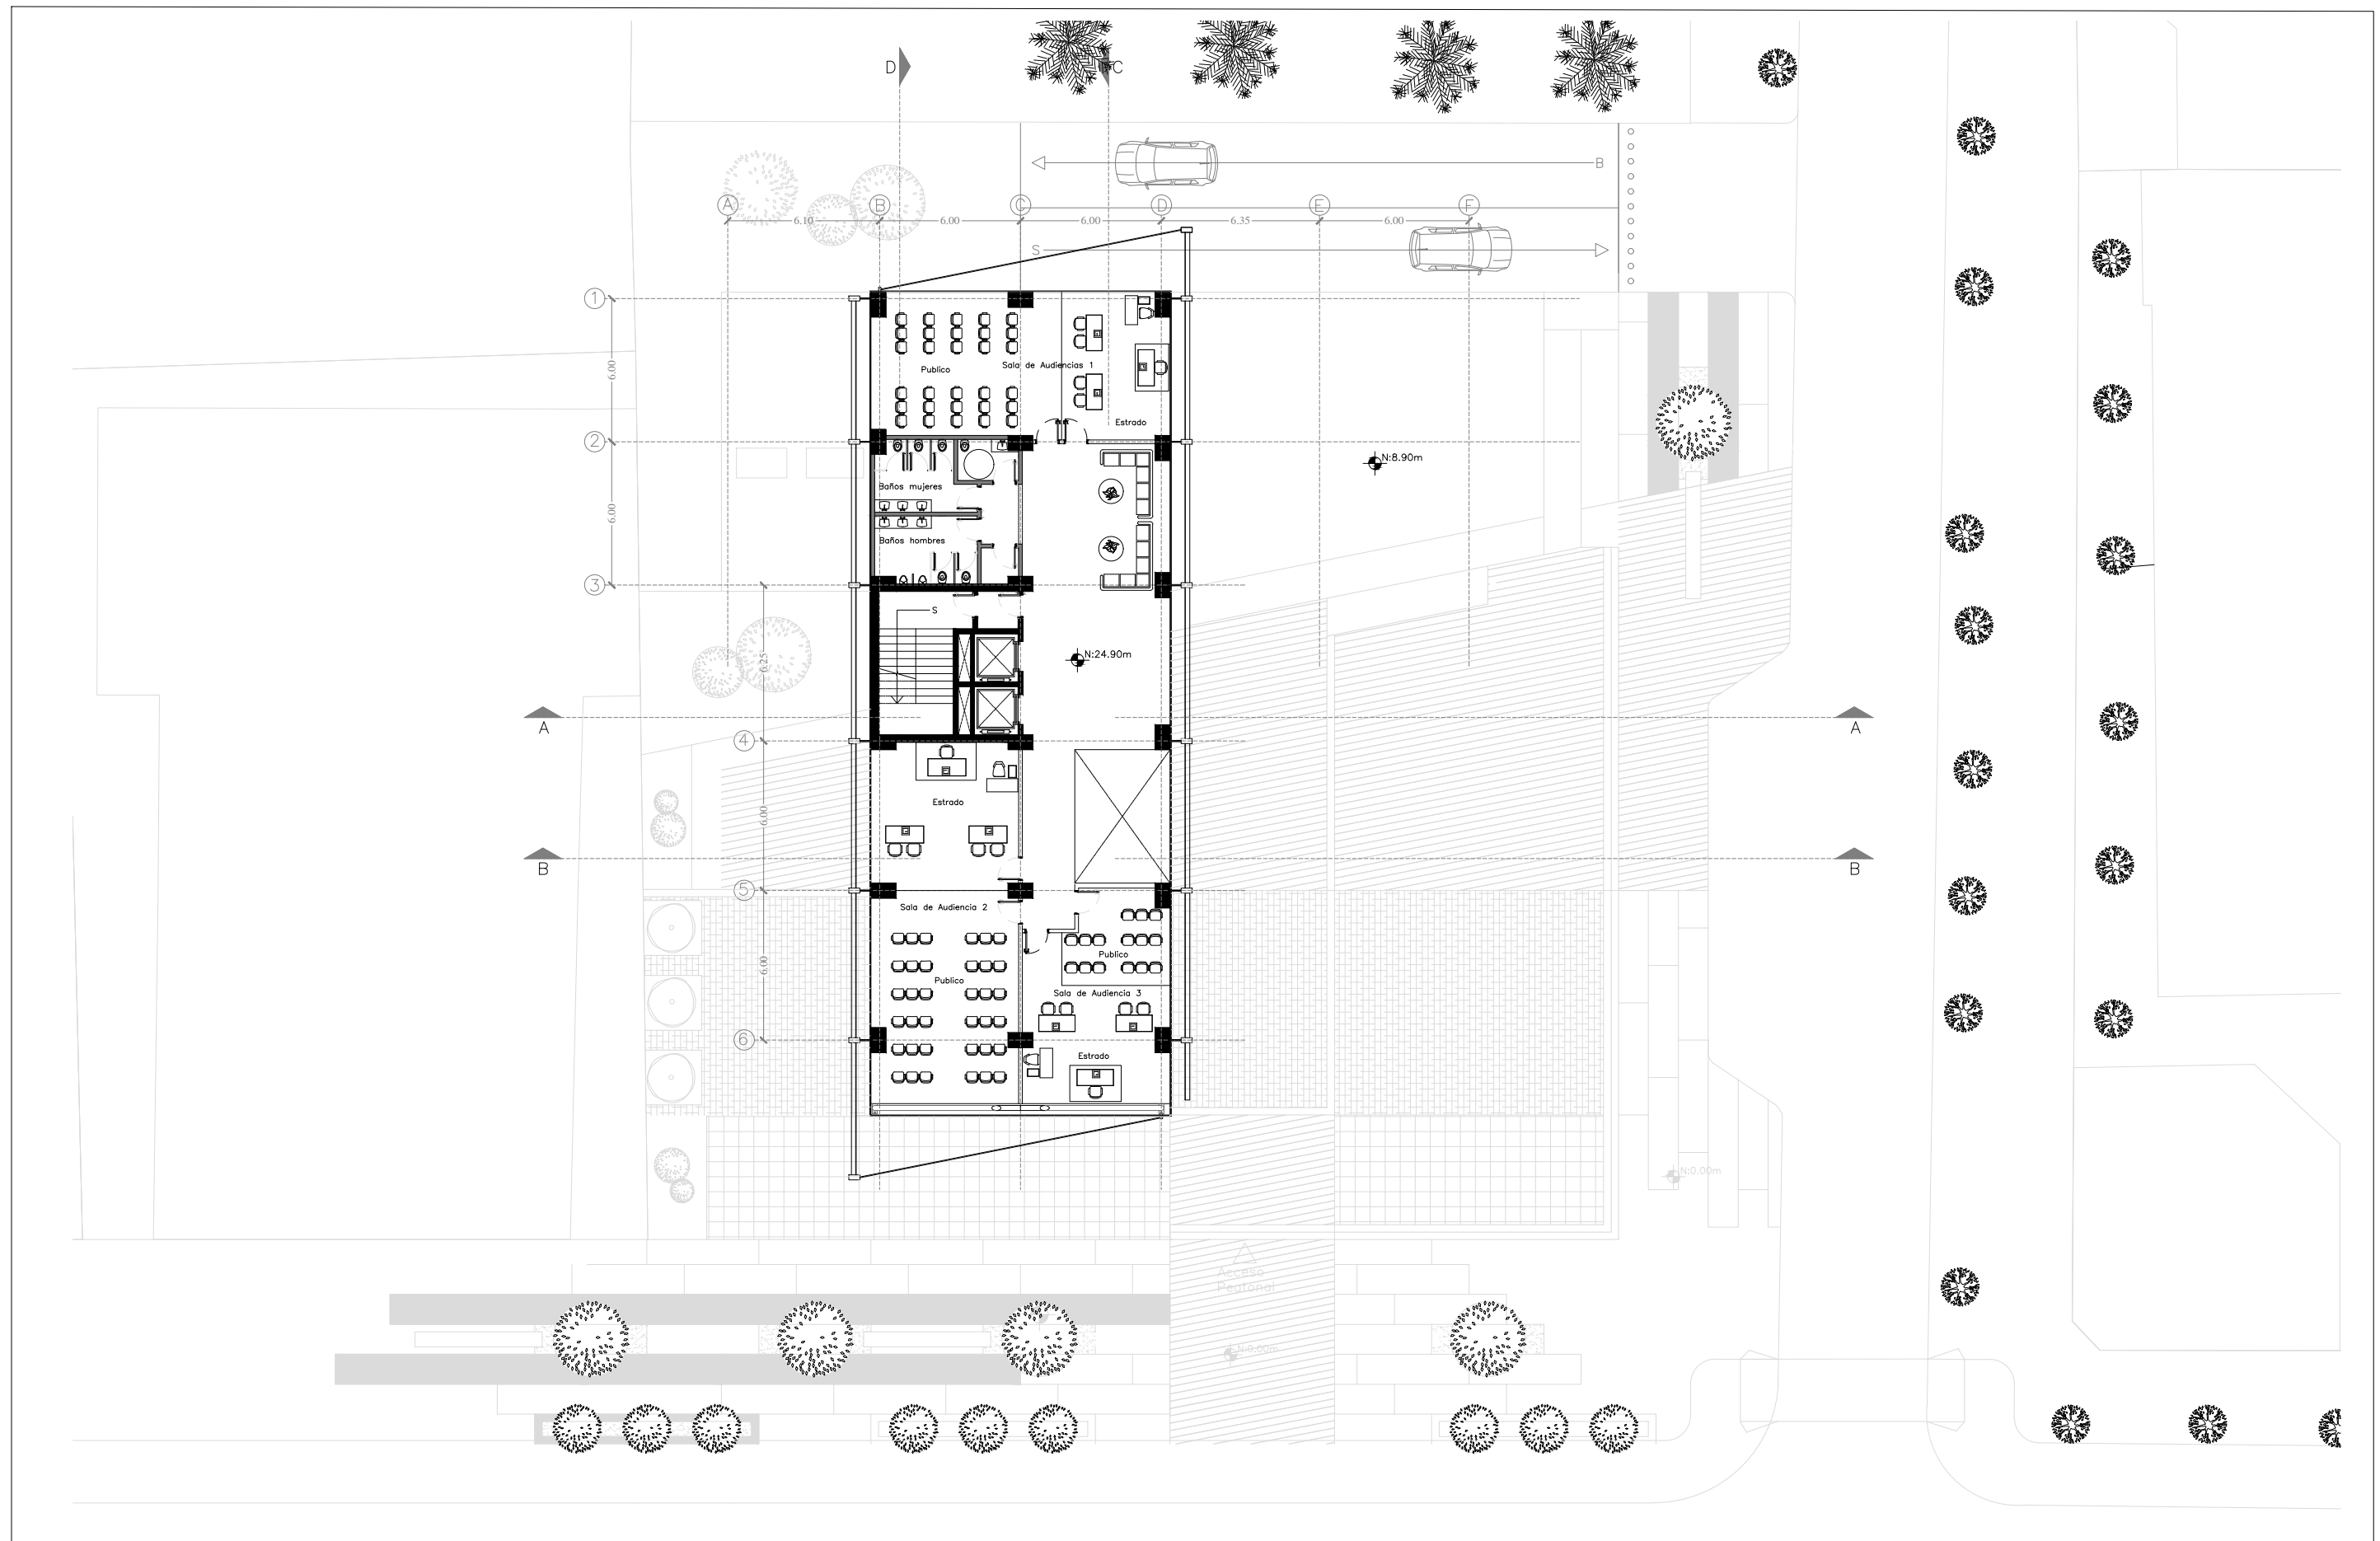 D
C
B
A
B
C
D
E
F
6.10
6.00
6.00
6.35
6.00
S
1
6.00
Publico
Sala de Audiencias 1
Estrado
2
N:8.90m
Baños mujeres
6.00
Baños hombres
3
S
N:24.90m
6.25
A
A
4
Estrado
6.00
B
B
5
Sala de Audiencia 2
Publico
6.00
Publico
Sala de Audiencia 3
6
Estrado
N:0.00m
Acceso
Peatonal
N:0.00m